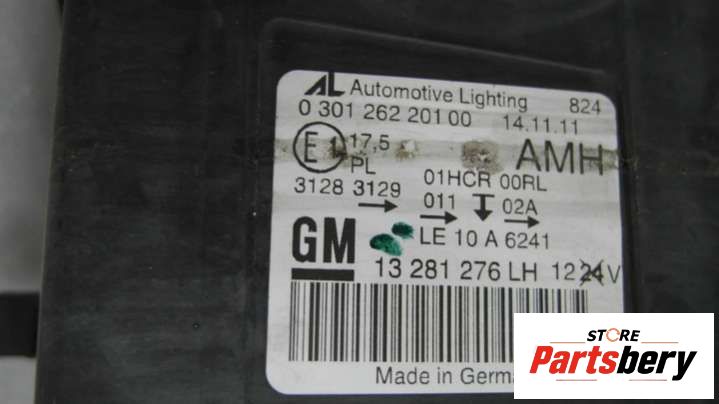 AL Automotive Lighting 824
0 301 262 201 00 14.11.11
E1 17,5 AMH
PL
01HCR 00RL
3128 3129 011 02A
LE 10 A 6241
GM
13 281 276 LH 12 24 V
Made in Germa
STORE
Partsbery